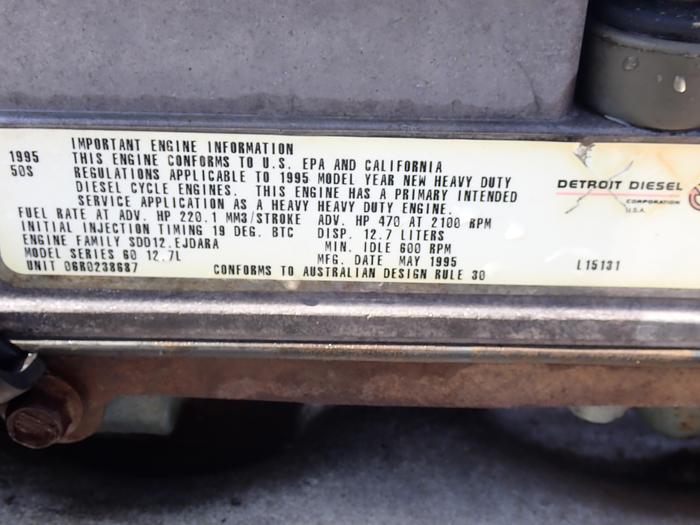 1995
50S
IMPORTANT ENGINE INFORMATION
THIS ENGINE CONFORMS TO U.S. EPA AND CALIFORNIA
REGULATIONS APPLICABLE TO 1995 MODEL YEAR NEW HEAVY DUTY
DIESEL CYCLE ENGINES. THIS ENGINE HAS A PRIMARY INTENDED
SERVICE APPLICATION AS A HEAVY HEAVY DUTY ENGINE.
FUEL RATE AT ADV. HP 220.1 MM3/STROKE ADV. HP 470 AT 2100 RPM
INITIAL INJECTION TIMING 19 DEG. BTC DISP. 12.7 LITERS
ENGINE FAMILY SDD12.EJDARA MIN. IDLE 600 RPM
MODEL SERIES 60 12.7L MFG. DATE MAY 1995
UNIT 06R0238687 CONFORMS TO AUSTRALIAN DESIGN RULE 30
DETROIT DIESEL
CORPORATION
U.S.A.
L15131